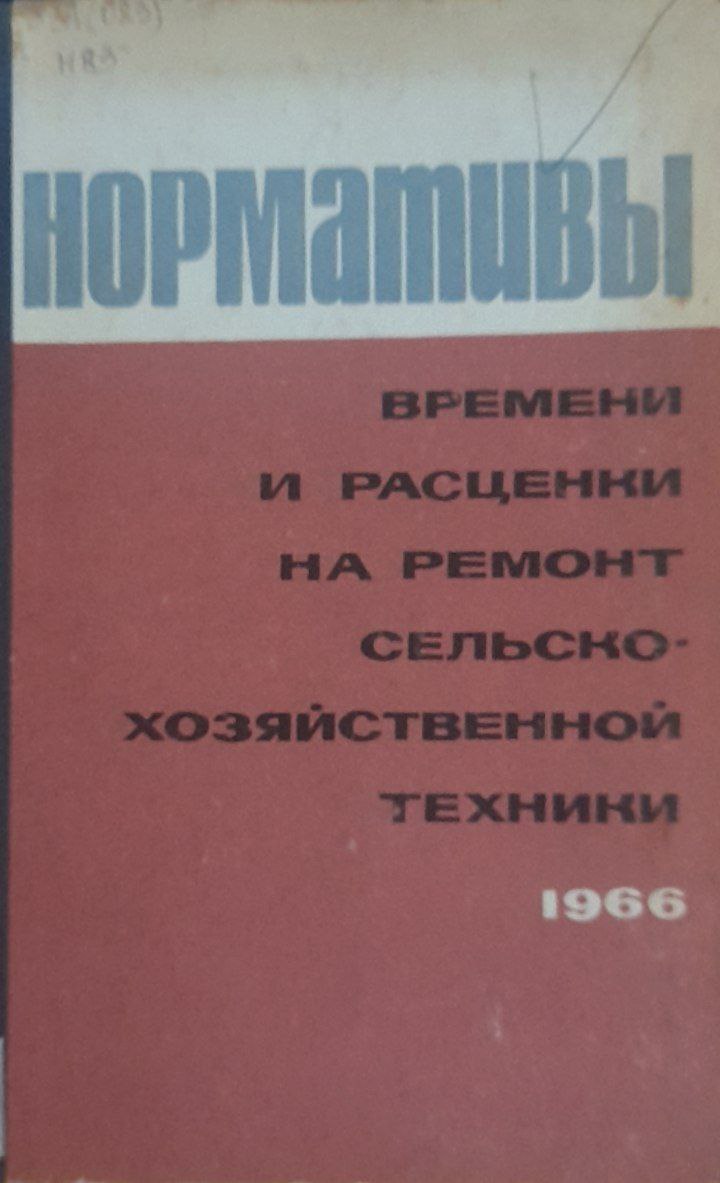 НОРМАТИВЫ
ВРЕМЕНИ
И РАСЦЕНКИ
НА РЕМОНТ
СЕЛЬСКО-
ХОЗЯЙСТВЕННОЙ
ТЕХНИКИ
1966